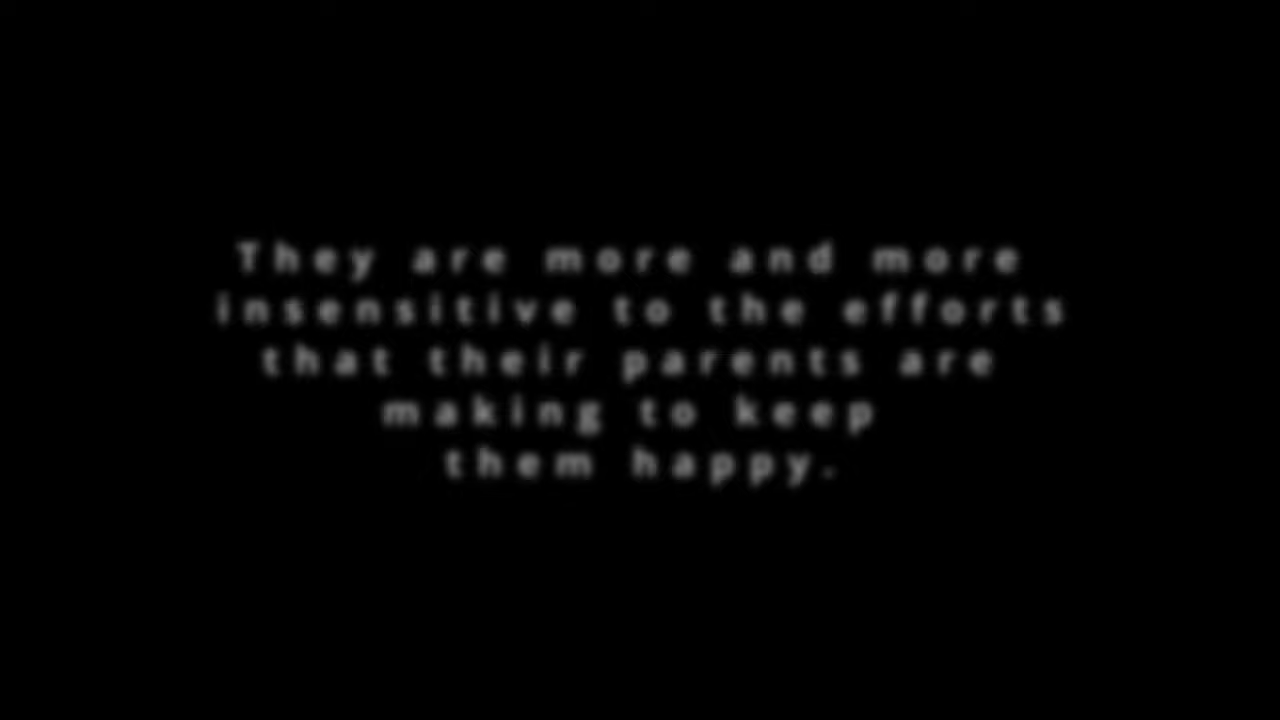 They are more and more
insensitive to the efforts
that their parents are
making to keep
them happy.